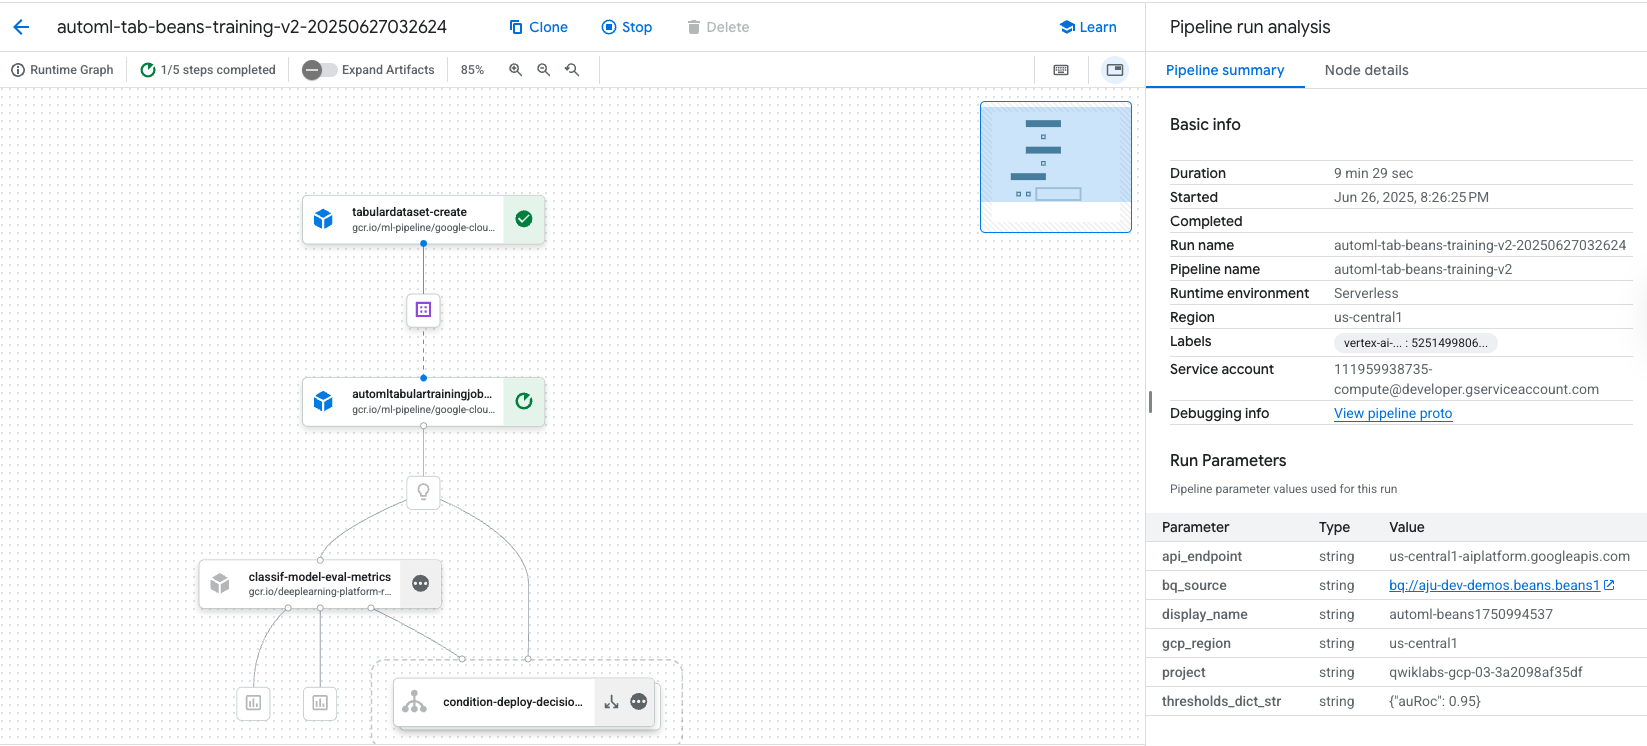 automl-tab-beans-training-v2-20250627032624
Clone
Stop
Delete
Learn
Runtime Graph
1/5 steps completed
Expand Artifacts
85%
tabulardataset-create
gcr.io/ml-pipeline/google-clou...
automltabulartrainingjob...
gcr.io/ml-pipeline/google-clou...
classif-model-eval-metrics
gcr.io/deeplearning-platform-r...
condition-deploy-decisio...
Pipeline run analysis
Pipeline summary
Node details
Basic info
Duration 9 min 29 sec
Started Jun 26, 2025, 8:26:25 PM
Completed
Run name automl-tab-beans-training-v2-20250627032624
Pipeline name automl-tab-beans-training-v2
Runtime environment Serverless
Region us-central1
Labels vertex-ai-... : 5251499806...
Service account 111959938735-
compute@developer.gserviceaccount.com
Debugging info View pipeline proto
Run Parameters
Pipeline parameter values used for this run
Parameter Type Value
api_endpoint string us-central1-aiplatform.googleapis.com
bq_source string bq://aju-dev-demos.beans.beans1
display_name string automl-beans1750994537
gcp_region string us-central1
project string qwiklabs-gcp-03-3a2098af35df
thresholds_dict_str string {"auRoc": 0.95}